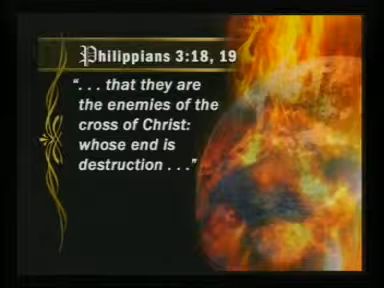 Philippians 3:18, 19
“. . . that they are
the enemies of the
cross of Christ:
whose end is
destruction . . .”